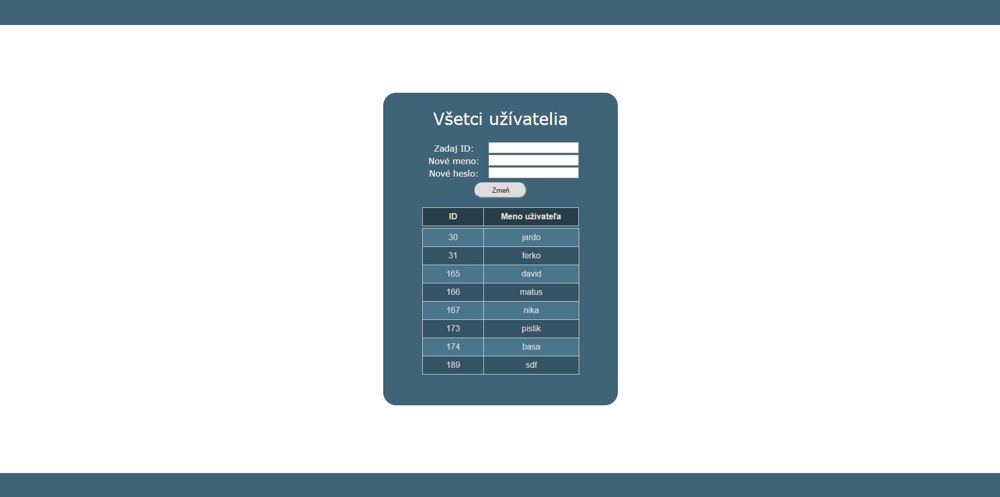 Všetci užívatelia
Zadaj ID:
Nové meno:
Nové heslo:
Zmeň
ID Meno užívateľa
30 jardo
31 ferko
165 david
166 matus
167 nika
173 pistik
174 basa
189 sdf